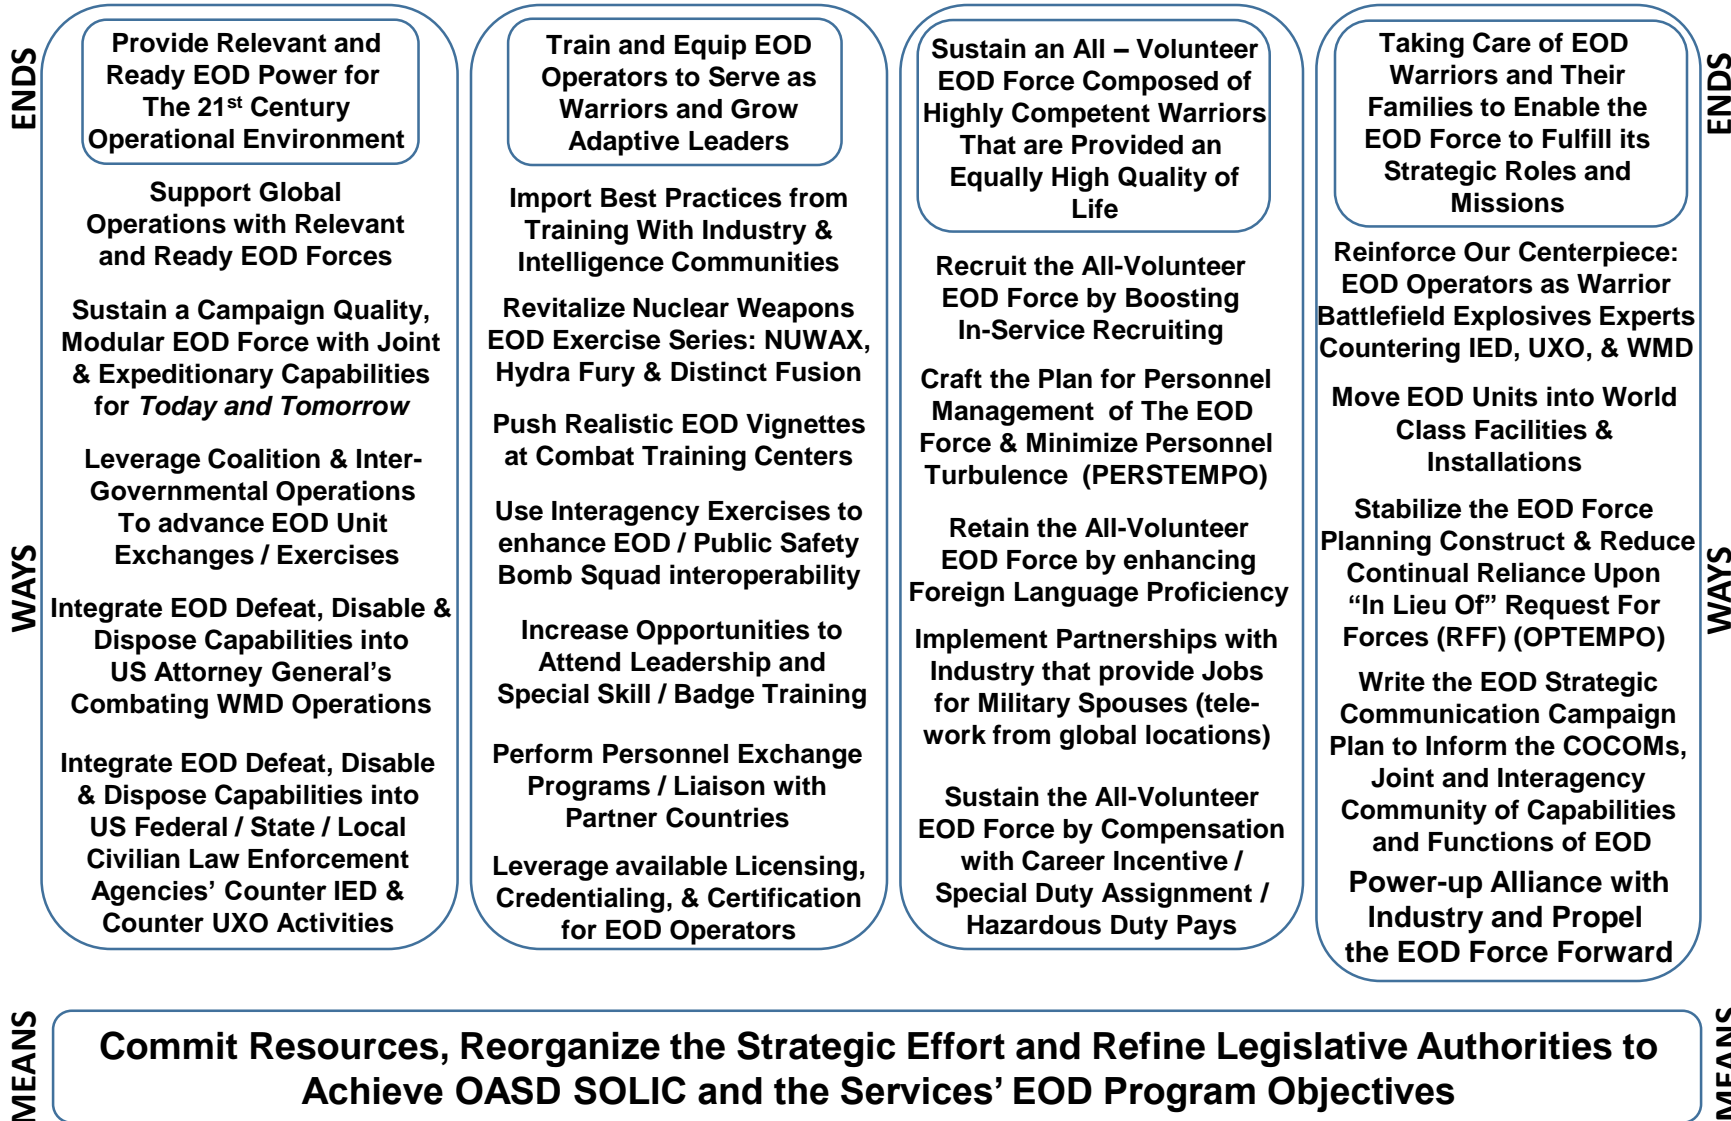 ENDS
WAYS
MEANS
Provide Relevant and
Ready EOD Power for
The 21st Century
Operational Environment
Support Global
Operations with Relevant
and Ready EOD Forces
Sustain a Campaign Quality,
Modular EOD Force with Joint
& Expeditionary Capabilities
for Today and Tomorrow
Leverage Coalition & Inter-
Governmental Operations
To advance EOD Unit
Exchanges / Exercises
Integrate EOD Defeat, Disable &
Dispose Capabilities into
US Attorney General’s
Combating WMD Operations
Integrate EOD Defeat, Disable
& Dispose Capabilities into
US Federal / State / Local
Civilian Law Enforcement
Agencies’ Counter IED &
Counter UXO Activities
Train and Equip EOD
Operators to Serve as
Warriors and Grow
Adaptive Leaders
Import Best Practices from
Training With Industry &
Intelligence Communities
Revitalize Nuclear Weapons
EOD Exercise Series: NUWAX,
Hydra Fury & Distinct Fusion
Push Realistic EOD Vignettes
at Combat Training Centers
Use Interagency Exercises to
enhance EOD / Public Safety
Bomb Squad interoperability
Increase Opportunities to
Attend Leadership and
Special Skill / Badge Training
Perform Personnel Exchange
Programs / Liaison with
Partner Countries
Leverage available Licensing,
Credentialing, & Certification
for EOD Operators
Sustain an All – Volunteer
EOD Force Composed of
Highly Competent Warriors
That are Provided an
Equally High Quality of
Life
Recruit the All-Volunteer
EOD Force by Boosting
In-Service Recruiting
Craft the Plan for Personnel
Management of The EOD
Force & Minimize Personnel
Turbulence (PERSTEMPO)
Retain the All-Volunteer
EOD Force by enhancing
Foreign Language Proficiency
Implement Partnerships with
Industry that provide Jobs
for Military Spouses (tele-
work from global locations)
Sustain the All-Volunteer
EOD Force by Compensation
with Career Incentive /
Special Duty Assignment /
Hazardous Duty Pays
Taking Care of EOD
Warriors and Their
Families to Enable the
EOD Force to Fulfill its
Strategic Roles and
Missions
Reinforce Our Centerpiece:
EOD Operators as Warrior
Battlefield Explosives Experts
Countering IED, UXO, & WMD
Move EOD Units into World
Class Facilities &
Installations
Stabilize the EOD Force
Planning Construct & Reduce
Continual Reliance Upon
“In Lieu Of” Request For
Forces (RFF) (OPTEMPO)
Write the EOD Strategic
Communication Campaign
Plan to Inform the COCOMs,
Joint and Interagency
Community of Capabilities
and Functions of EOD
Power-up Alliance with
Industry and Propel
the EOD Force Forward
ENDS
WAYS
MEANS
Commit Resources, Reorganize the Strategic Effort and Refine Legislative Authorities to
Achieve OASD SOLIC and the Services’ EOD Program Objectives